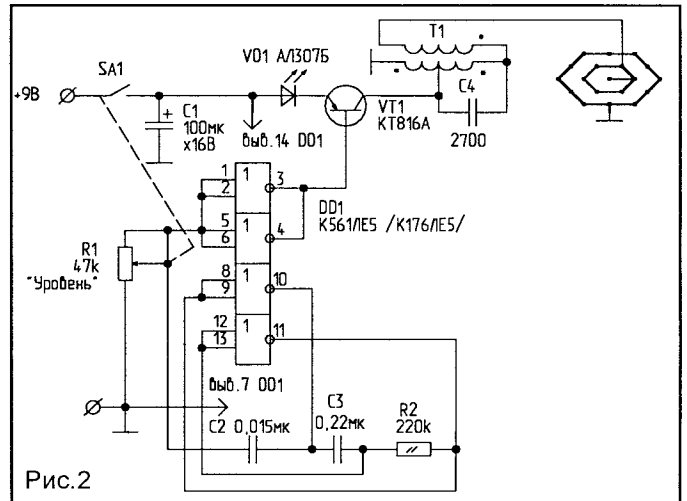 T1
VD1 АЛ307Б
SA1
+9В
C1
100мк
х16В
выв.14 DD1
VT1
КТ816А
C4
2700
1
2
1
3
DD1
К561ЛЕ5 /К176ЛЕ5/
5
6
1
4
R1
47k
"Уровень"
8
9
1
10
12
13
1
11
выв.7 DD1
C2 0,015мк
C3
0,22мк
R2
220k
Рис.2